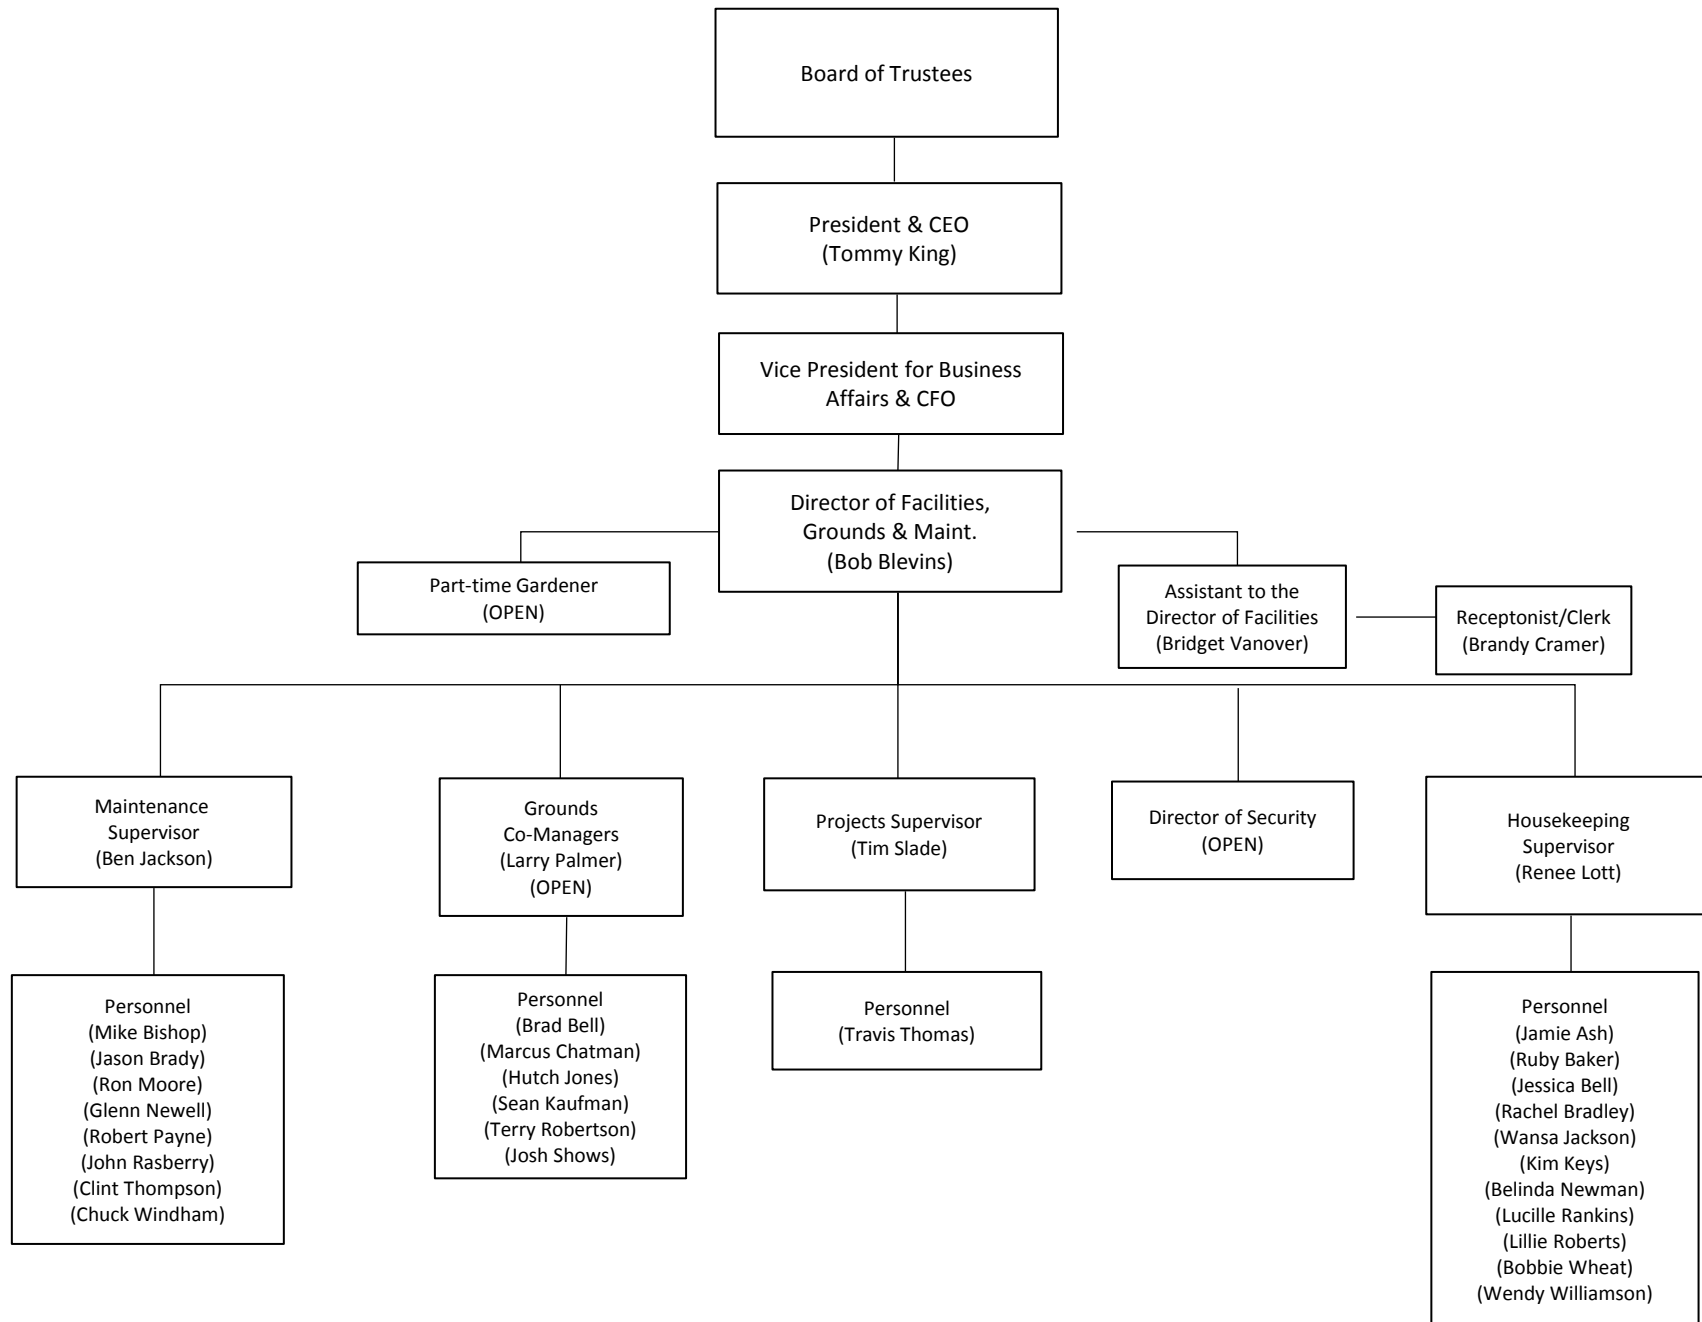 Board of Trustees
President & CEO
(Tommy King)
Vice President for Business
Affairs & CFO
Director of Facilities,
Grounds & Maint.
(Bob Blevins)
Part-time Gardener
(OPEN)
Assistant to the
Director of Facilities
(Bridget Vanover)
Receptonist/Clerk
(Brandy Cramer)
Maintenance
Supervisor
(Ben Jackson)
Grounds
Co-Managers
(Larry Palmer)
(OPEN)
Projects Supervisor
(Tim Slade)
Director of Security
(OPEN)
Housekeeping
Supervisor
(Renee Lott)
Personnel
(Mike Bishop)
(Jason Brady)
(Ron Moore)
(Glenn Newell)
(Robert Payne)
(John Rasberry)
(Clint Thompson)
(Chuck Windham)
Personnel
(Brad Bell)
(Marcus Chatman)
(Hutch Jones)
(Sean Kaufman)
(Terry Robertson)
(Josh Shows)
Personnel
(Travis Thomas)
Personnel
(Jamie Ash)
(Ruby Baker)
(Jessica Bell)
(Rachel Bradley)
(Wansa Jackson)
(Kim Keys)
(Belinda Newman)
(Lucille Rankins)
(Lillie Roberts)
(Bobbie Wheat)
(Wendy Williamson)